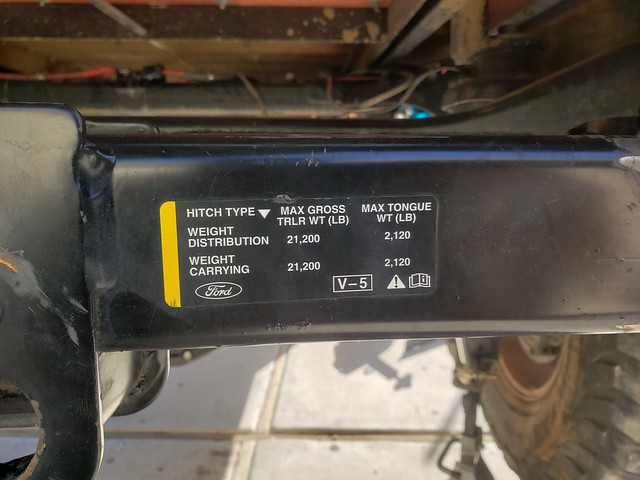 HITCH TYPE MAX GROSS TRLR WT (LB) MAX TONGUE WT (LB)
WEIGHT DISTRIBUTION 21,200 2,120
WEIGHT CARRYING 21,200 2,120
Ford V-5